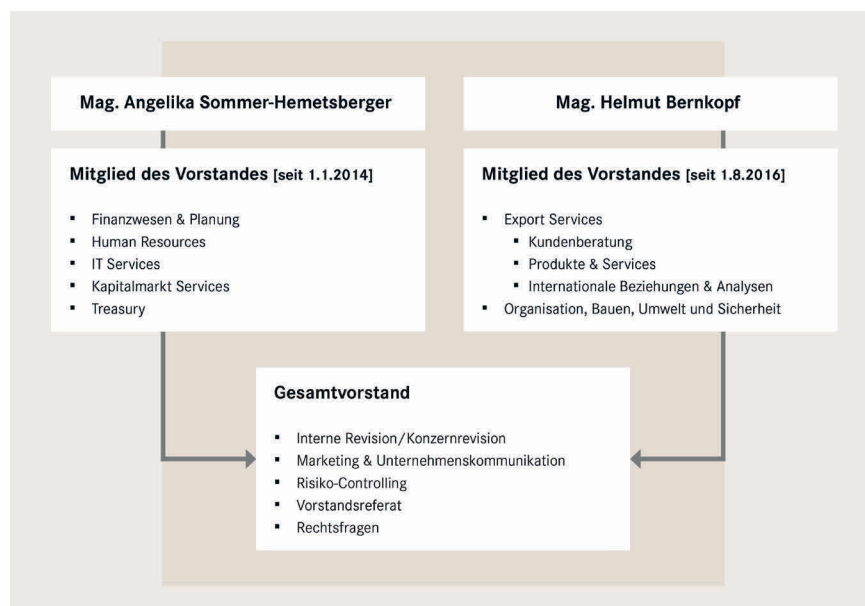 Mag. Angelika Sommer-Hemetsberger
Mitglied des Vorstandes [seit 1.1.2014]
▪ Finanzwesen & Planung
▪ Human Resources
▪ IT Services
▪ Kapitalmarkt Services
▪ Treasury
Mag. Helmut Bernkopf
Mitglied des Vorstandes [seit 1.8.2016]
▪ Export Services
▪ Kundenberatung
▪ Produkte & Services
▪ Internationale Beziehungen & Analysen
▪ Organisation, Bauen, Umwelt und Sicherheit
Gesamtvorstand
▪ Interne Revision/Konzernrevision
▪ Marketing & Unternehmenskommunikation
▪ Risiko-Controlling
▪ Vorstandsreferat
▪ Rechtsfragen